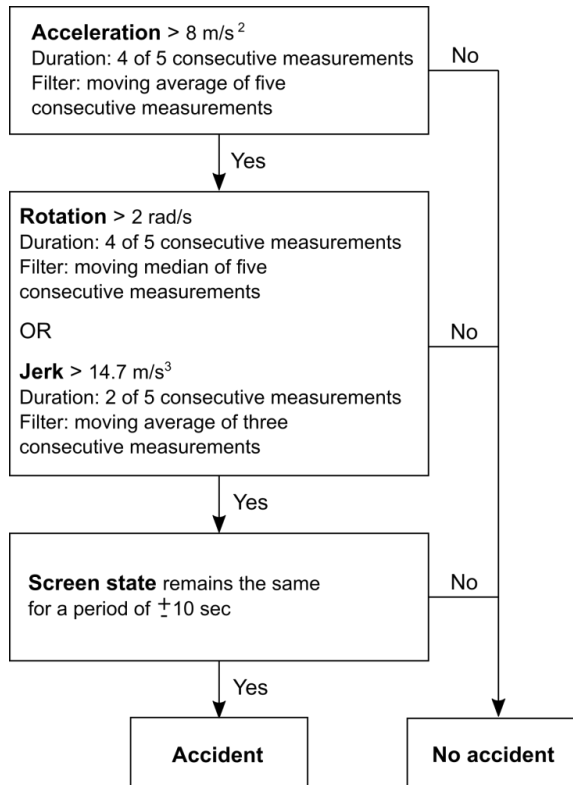 Acceleration > 8 m/s²
Duration: 4 of 5 consecutive measurements
Filter: moving average of five
consecutive measurements
No
Yes
Rotation > 2 rad/s
Duration: 4 of 5 consecutive measurements
Filter: moving median of five
consecutive measurements
OR
No
Jerk > 14.7 m/s³
Duration: 2 of 5 consecutive measurements
Filter: moving average of three
consecutive measurements
Yes
Screen state remains the same
for a period of ±10 sec
No
Yes
Accident
No accident